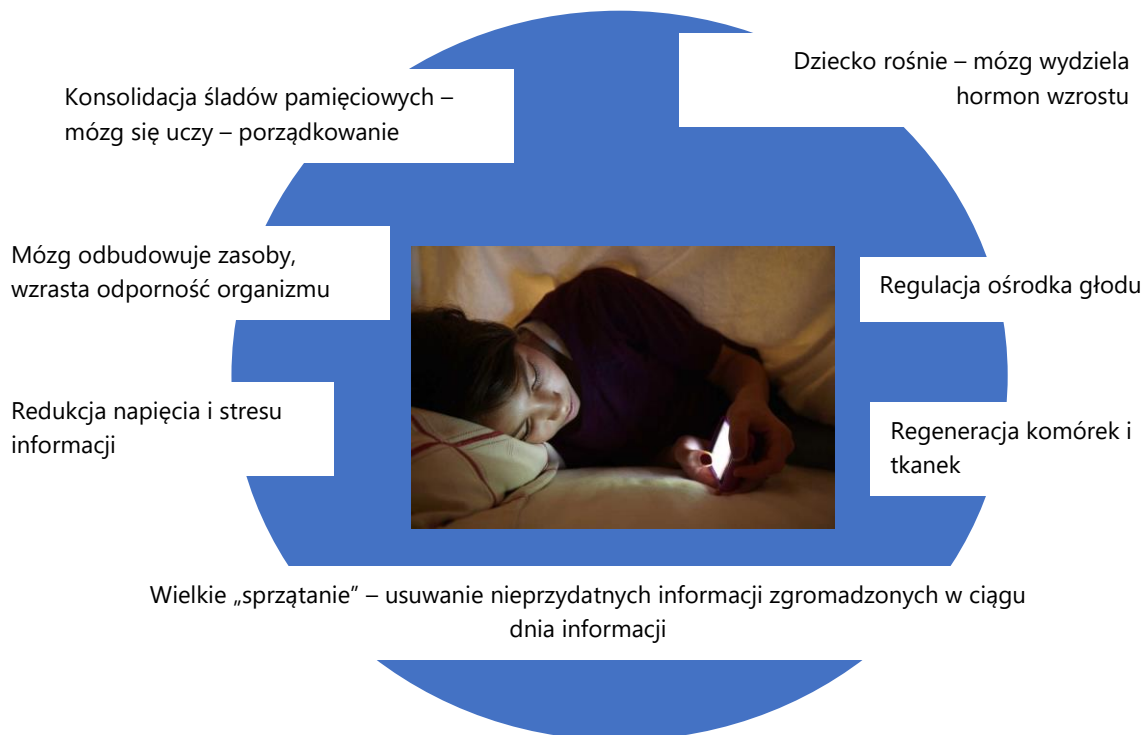 Dziecko rośnie – mózg wydziela
hormon wzrostu
Konsolidacja śladów pamięciowych –
mózg się uczy – porządkowanie
Mózg odbudowuje zasoby,
wzrasta odporność organizmu
Regulacja ośrodka głodu
Redukcja napięcia i stresu
informacji
Regeneracja komórek i
tkanek
Wielkie „sprzątanie” – usuwanie nieprzydatnych informacji zgromadzonych w ciągu
dnia informacji